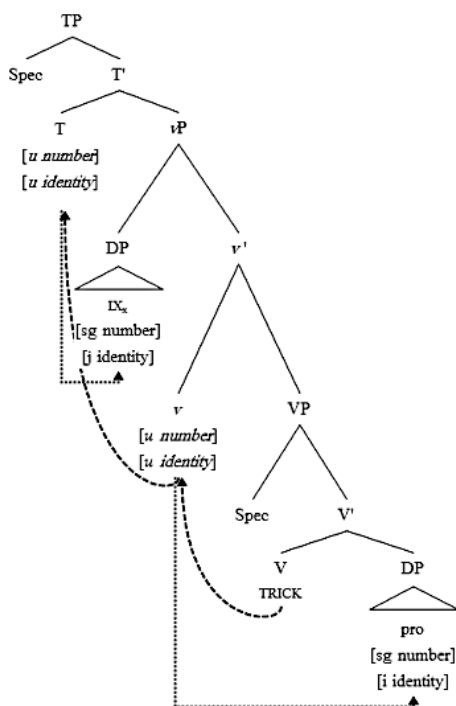 TP
Spec T'
T vP
[u number]
[u identity]
DP v'
IXₓ
[sg number]
[j identity]
v VP
[u number]
[u identity]
Spec V'
V DP
TRICK
pro
[sg number]
[i identity]